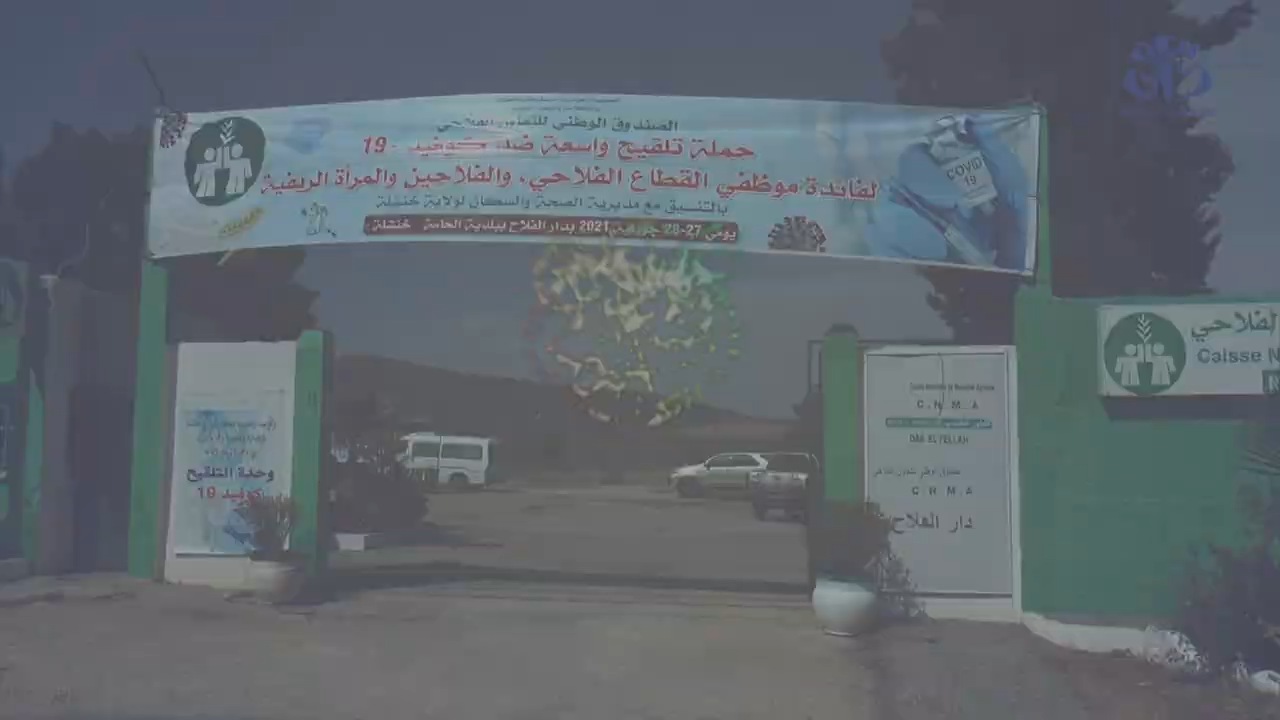 الصندوق الوطني للتعاون الفلاحي
حملة تلقيح واسعة ضد كوفيد - 19
لفائدة موظفي القطاع الفلاحي، والفلاحين والمرأة الريفية
بالتنسيق مع مديرية الصحة والسكان لولاية خنشلة
يومي 27-28 2021 بدار الفلاح ببلدية الحامة خنشلة
COVID
19
وحدة التلقيح
كوفيد 19
C.N.M.A
DAR EL FELLAH
C.N.M.A
دار الفلاح
لفلاحي
Caisse N